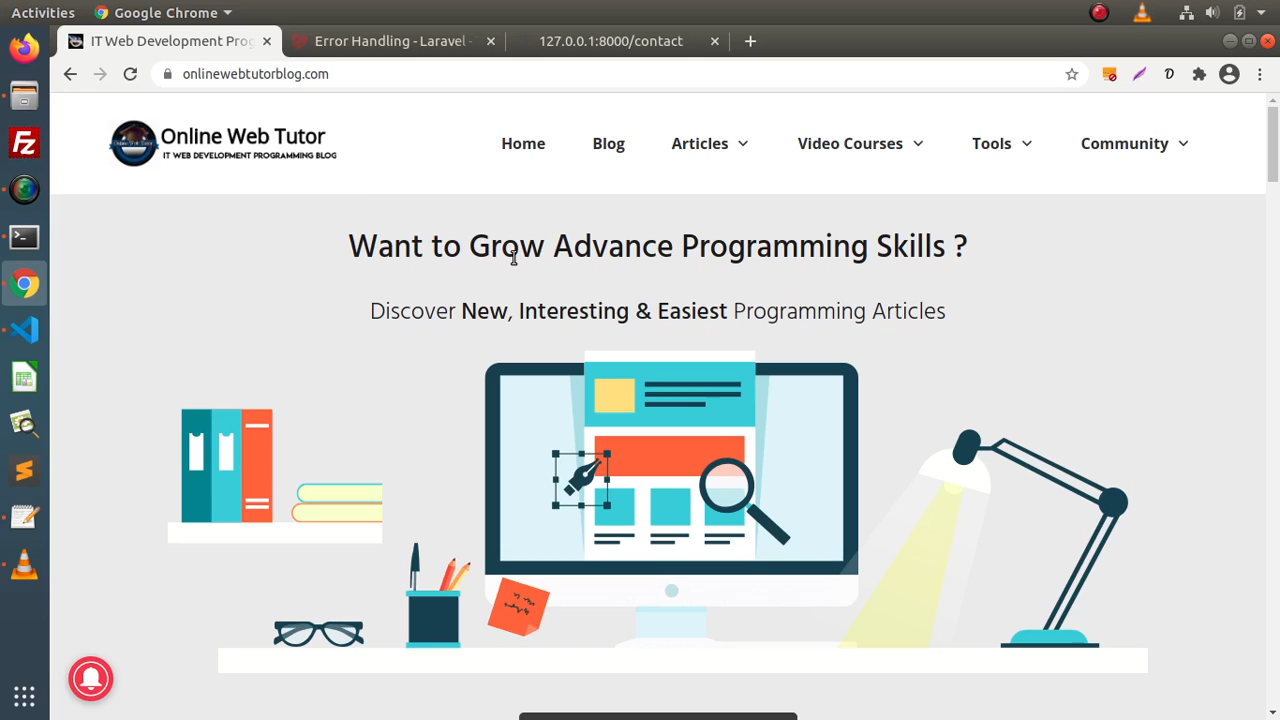 Activities Google Chrome
IT Web Development Prog
Error Handling - Laravel -
127.0.0.1:8000/contact
onlinewebtutorblog.com
Online Web Tutor
IT WEB DEVELOPMENT PROGRAMMING BLOG
Home Blog Articles Video Courses Tools Community
Want to Grow Advance Programming Skills ?
Discover New, Interesting & Easiest Programming Articles